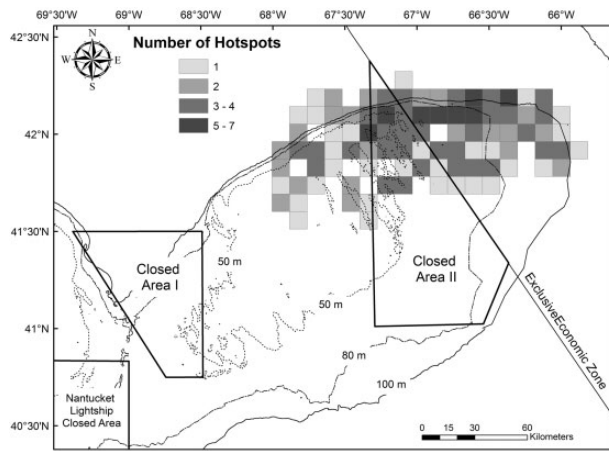 69°30'W 69°W 68°30'W 68°W 67°30'W 67°W 66°30'W 66°W
42°30'N
42°N
41°30'N
41°N
40°30'N
N
W E
S
Number of Hotspots
1
2
3 - 4
5 - 7
Closed
Area I
50 m
50 m
Closed
Area II
80 m
100 m
ExclusiveEconomic Zone
Nantucket
Lightship
Closed Area
0 15 30 60
Kilometers